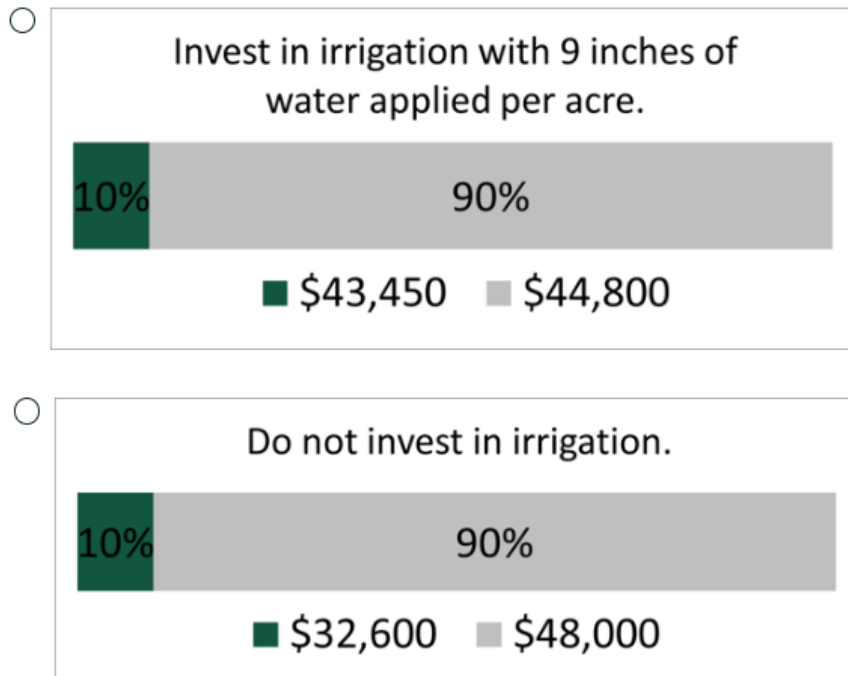 Invest in irrigation with 9 inches of
water applied per acre.
10% 90%
$43,450 $44,800
Do not invest in irrigation.
10% 90%
$32,600 $48,000